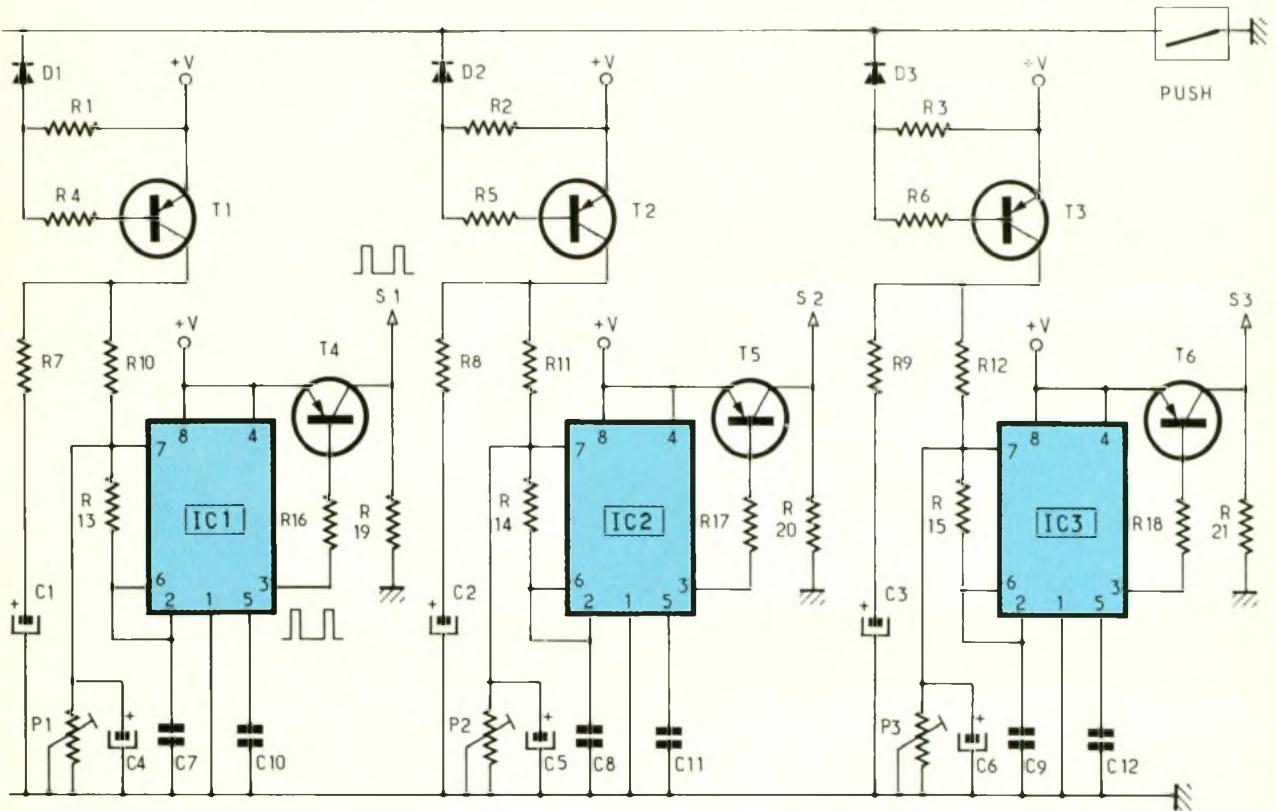 D1
+V
R1
R4
T1
S1
R7
R10
+V
T4
8
4
7
R
13
IC1
R16
R
19
6
2
1
5
3
C1
+
P1
+
C4
C7
C10
D2
+V
R2
R5
T2
S2
R8
R11
+V
T5
8
4
7
R
14
IC2
R17
R
20
6
2
1
5
3
C2
+
P2
+
C5
C8
C11
D3
+V
R3
R6
T3
S3
R9
R12
+V
T6
8
4
7
R
15
IC3
R18
R
21
6
2
1
5
3
C3
+
P3
+
C6
C9
C12
PUSH